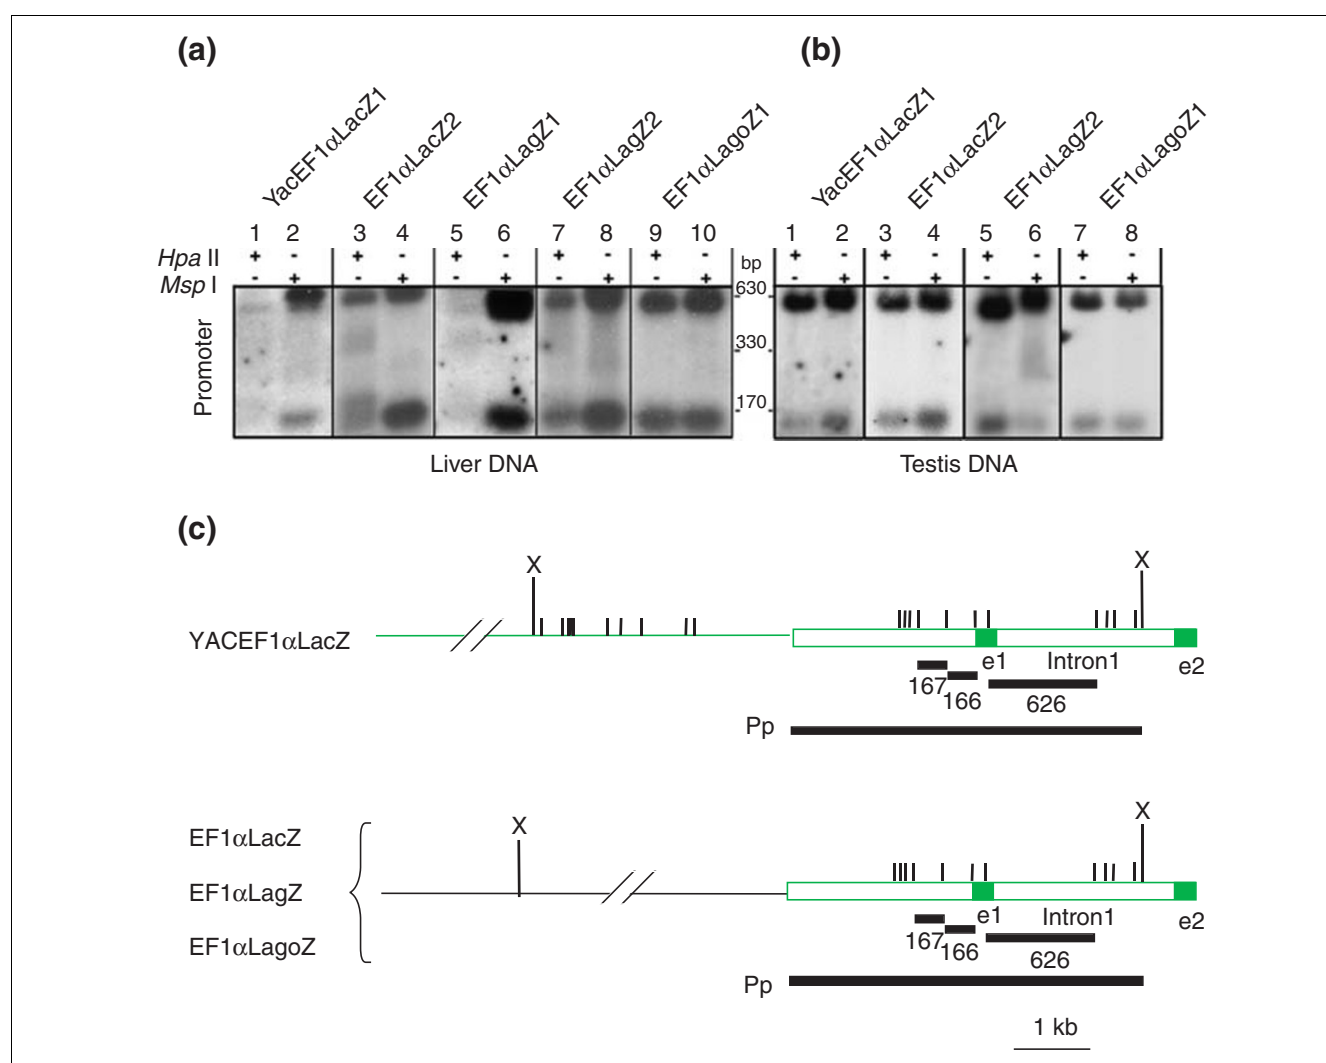 (a)
(b)
YacEF1αLacZ1
EF1αLacZ2
EF1αLagZ1
EF1αLagZ2
EF1αLagoZ1
YacEF1αLacZ1
EF1αLacZ2
EF1αLagZ2
EF1αLagoZ1
1 2 3 4 5 6 7 8 9 10 1 2 3 4 5 6 7 8
Hpa II + - + - + - + - + - bp + - + - + - + -
Msp I - + - + - + - + - + - + - + - + - +
630
330
170
Promoter
Liver DNA
Testis DNA
(c)
X X
YACEF1αLacZ
e1 Intron1 e2
167 166 626
Pp
X X
EF1αLacZ
EF1αLagZ
EF1αLagoZ
e1 Intron1 e2
167 166 626
Pp
1 kb